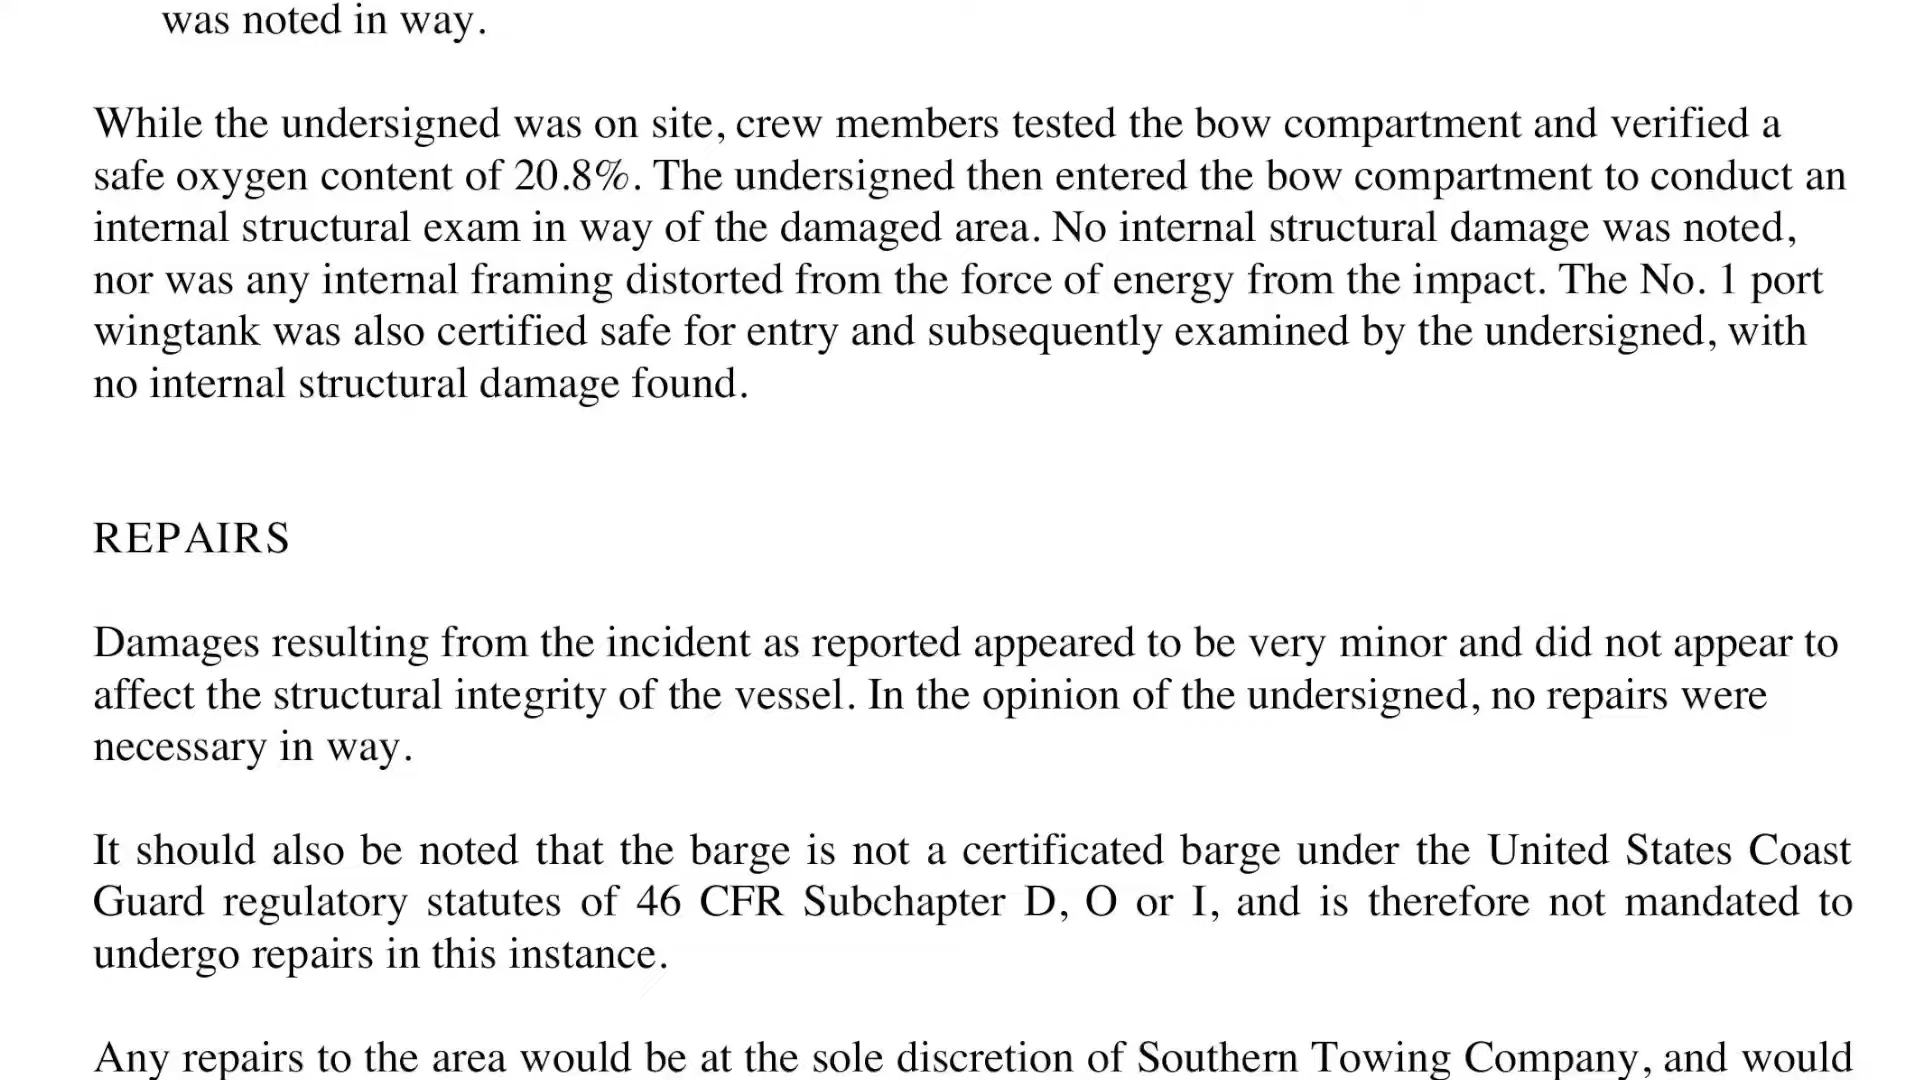 was noted in way.
While the undersigned was on site, crew members tested the bow compartment and verified a
safe oxygen content of 20.8%. The undersigned then entered the bow compartment to conduct an
internal structural exam in way of the damaged area. No internal structural damage was noted,
nor was any internal framing distorted from the force of energy from the impact. The No. 1 port
wingtank was also certified safe for entry and subsequently examined by the undersigned, with
no internal structural damage found.
REPAIRS
Damages resulting from the incident as reported appeared to be very minor and did not appear to
affect the structural integrity of the vessel. In the opinion of the undersigned, no repairs were
necessary in way.
It should also be noted that the barge is not a certificated barge under the United States Coast
Guard regulatory statutes of 46 CFR Subchapter D, O or I, and is therefore not mandated to
undergo repairs in this instance.
Any repairs to the area would be at the sole discretion of Southern Towing Company, and would